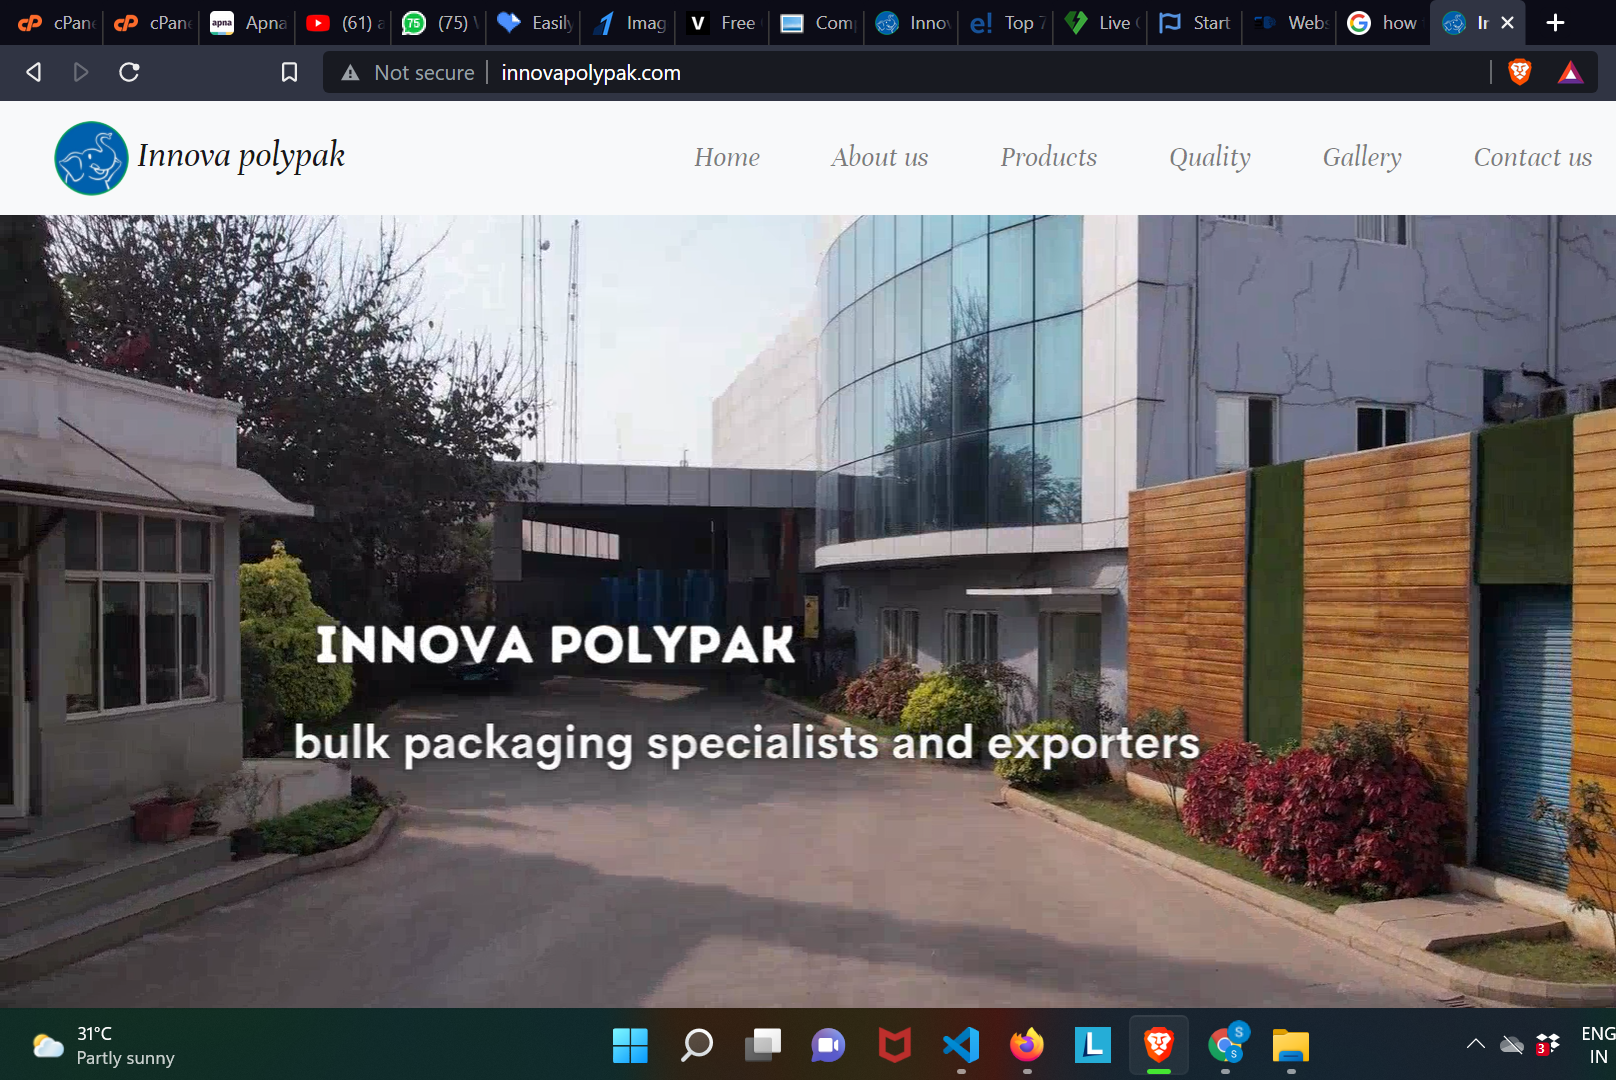 cPane cPane Apna (61) a (75) Easily Imag Free Comp Innov Top 7 Live Start Webs how In
Not secure innovapolypak.com
Innova polypak Home About us Products Quality Gallery Contact us
INNOVA POLYPAK
bulk packaging specialists and exporters
31°C
Partly sunny
ENG
IN